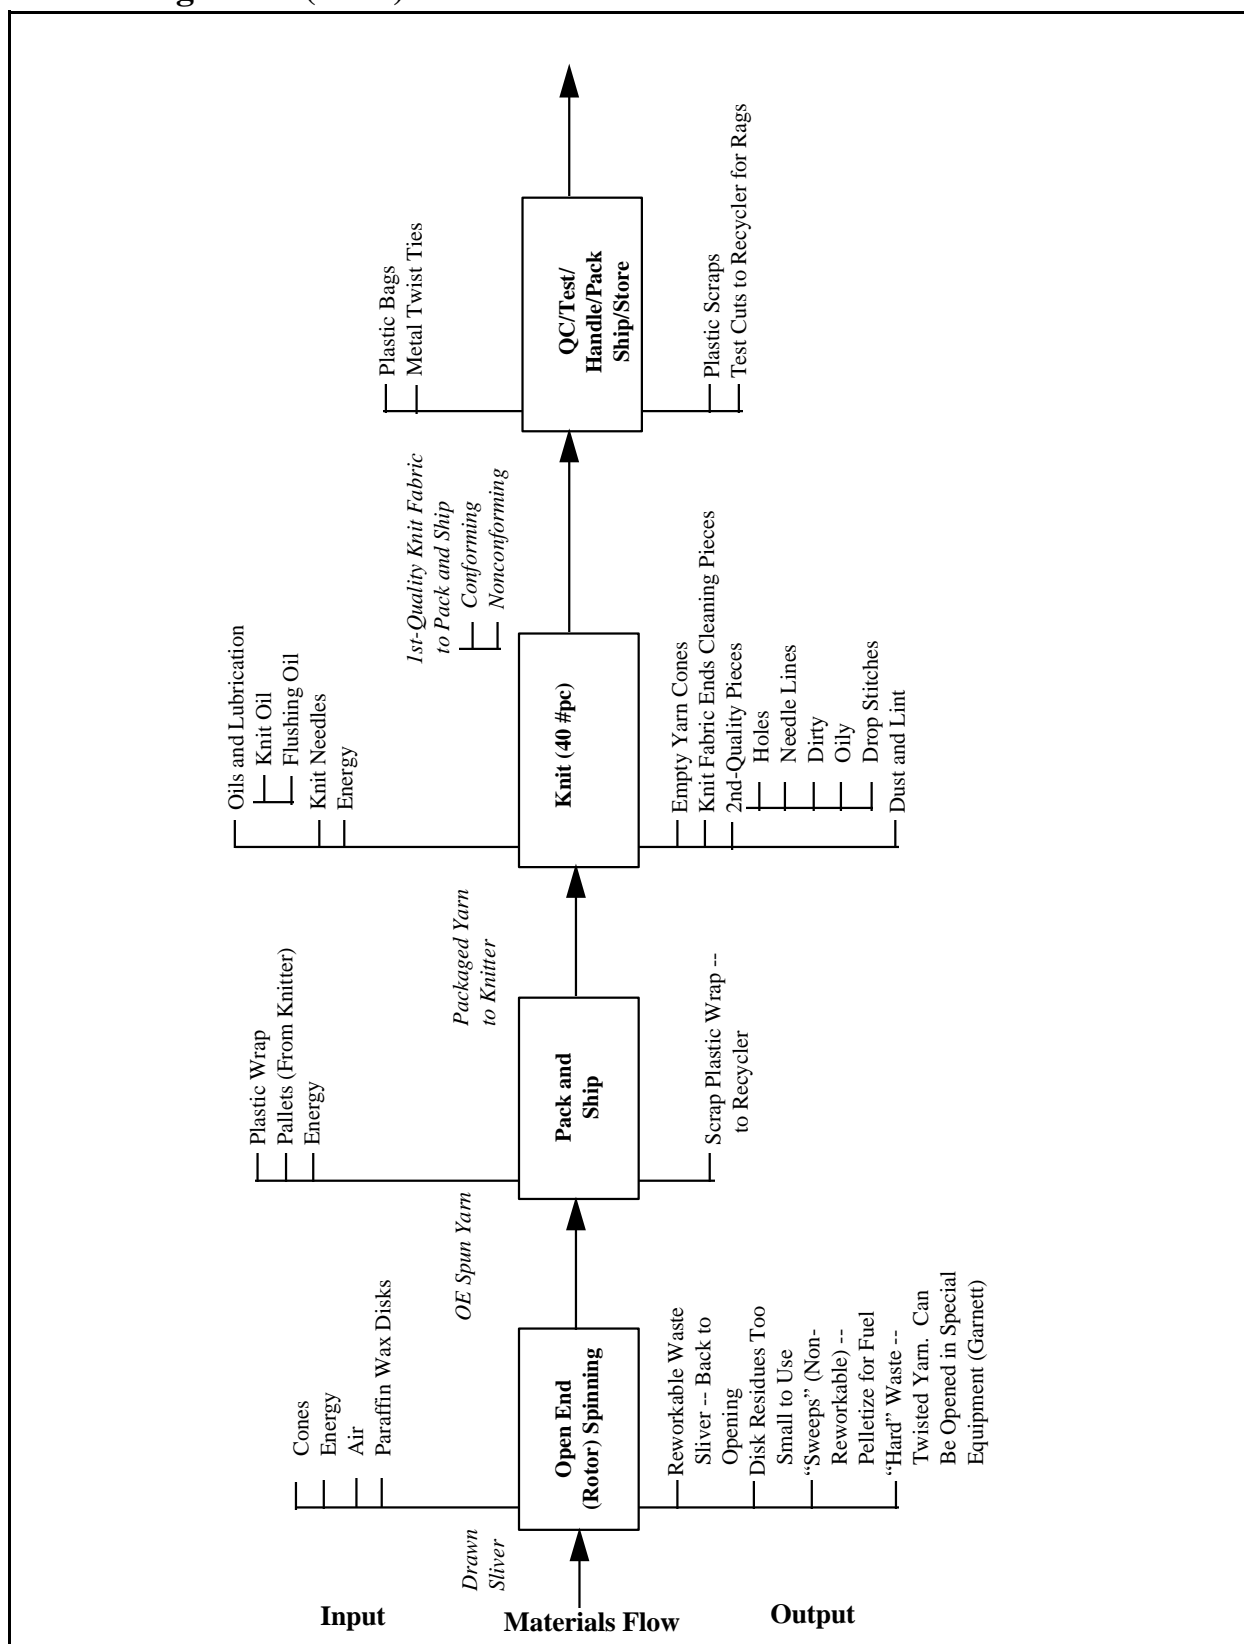 Drawn
Sliver
Cones
Energy
Air
Paraffin Wax Disks
Open End
(Rotor) Spinning
Reworkable Waste
Sliver -- Back to
Opening
Disk Residues Too
Small to Use
“Sweeps” (Non-
Reworkable) --
Pelletize for Fuel
“Hard” Waste --
Twisted Yarn. Can
Be Opened in Special
Equipment (Garnett)
OE Spun Yarn
Plastic Wrap
Pallets (From Knitter)
Energy
Pack and
Ship
Scrap Plastic Wrap --
to Recycler
Packaged Yarn
to Knitter
Oils and Lubrication
Knit Oil
Flushing Oil
Knit Needles
Energy
Knit (40 #pc)
Empty Yarn Cones
Knit Fabric Ends Cleaning Pieces
2nd-Quality Pieces
Holes
Needle Lines
Dirty
Oily
Drop Stitches
Dust and Lint
1st-Quality Knit Fabric
to Pack and Ship
Conforming
Nonconforming
Plastic Bags
Metal Twist Ties
QC/Test/
Handle/Pack
Ship/Store
Plastic Scraps
Test Cuts to Recycler for Rags
Input
Materials Flow
Output